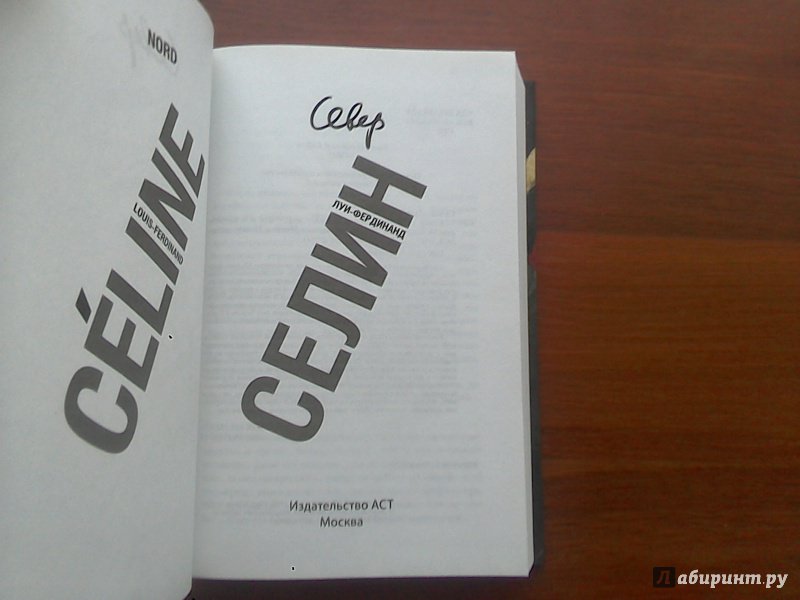 NORD
CÉLINE
LOUIS-FERDINAND
Север
СЕЛИН
ЛУИ-ФЕРДИНАНД
Издательство АСТ
Москва
Лабиринт.ру